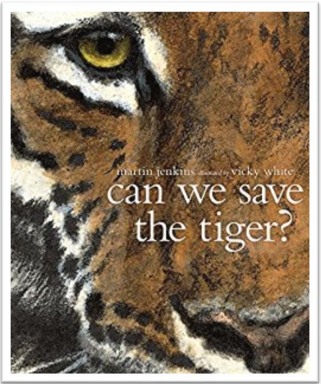 martin jenkins illustrated by vicky white
can we save
the tiger?